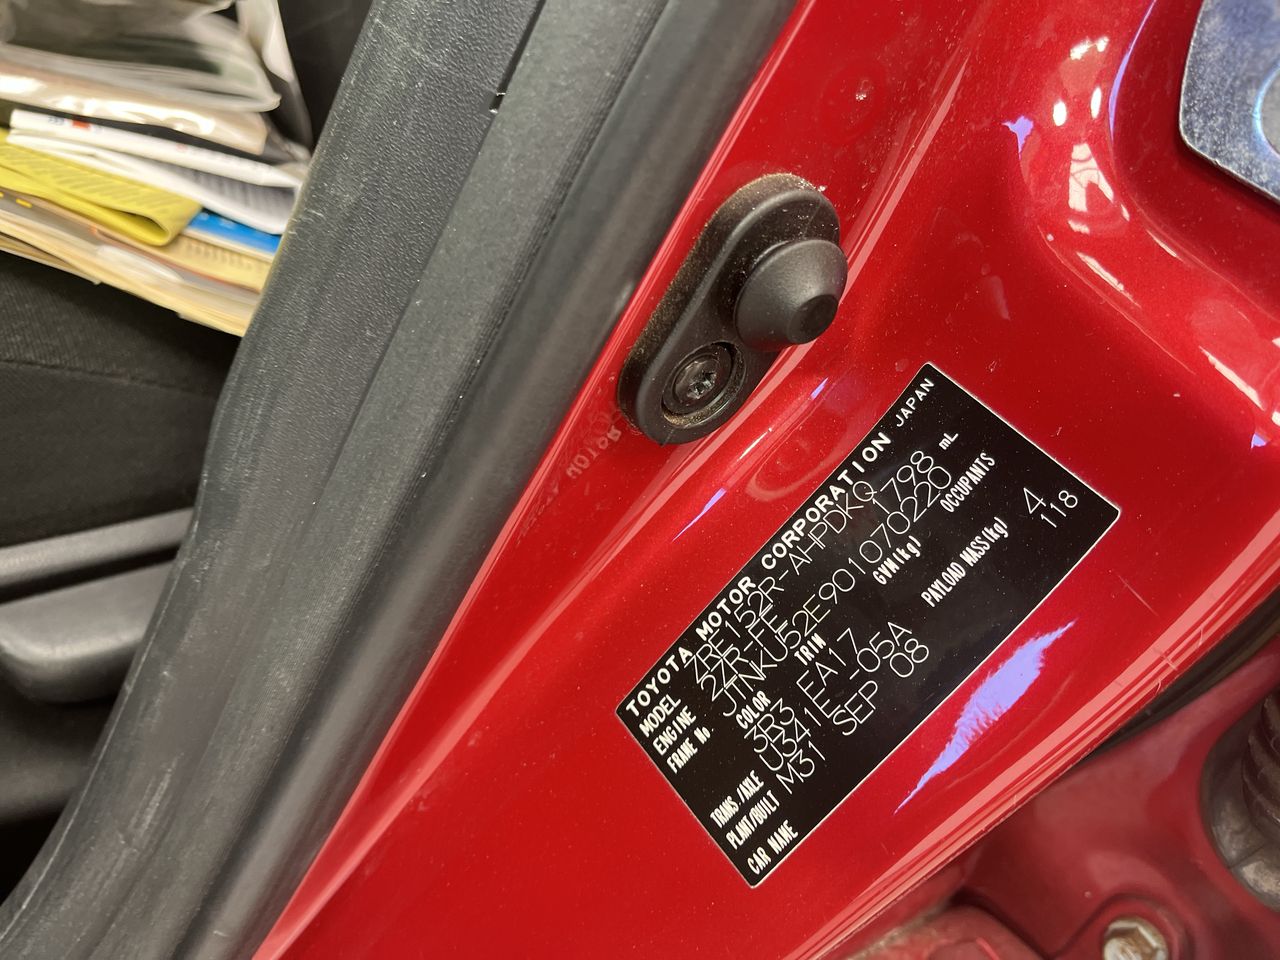 TOYOTA MOTOR CORPORATION JAPAN
MODEL ZRE152R-AHPDKQ
ENGINE 2ZR-FE 1798 mL
FRAME No. JTNKU52E901070220
COLOR TRIM GVM(kg) OCCUPANTS
3R3 EA17 4
TRANS/AXLE U341E -05A PAYLOAD MASS(kg) 118
PLANT/BUILT M31 SEP 08
CAR NAME